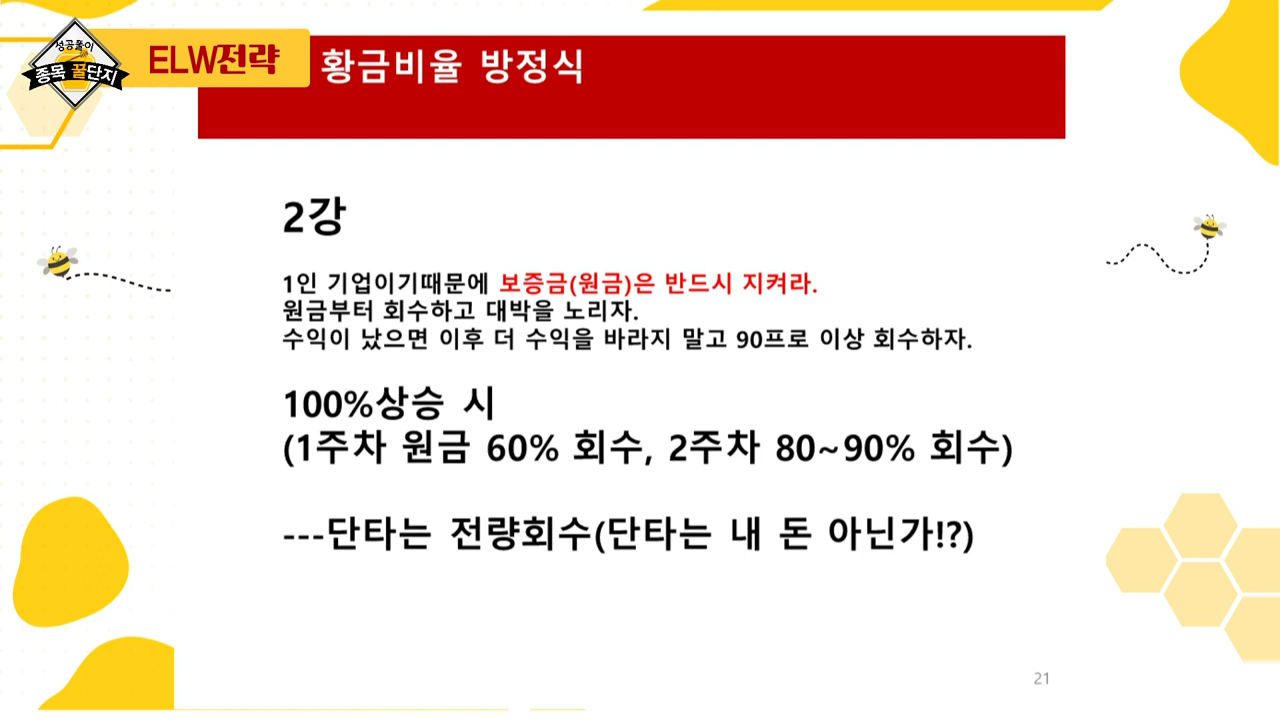 성공올이
종목 꿀단지
ELW전략
황금비율 방정식
2강
1인 기업이기때문에 보증금(원금)은 반드시 지켜라.
원금부터 회수하고 대박을 노리자.
수익이 났으면 이후 더 수익을 바라지 말고 90프로 이상 회수하자.
100%상승 시
(1주차 원금 60% 회수, 2주차 80~90% 회수)
---단타는 전량회수(단타는 내 돈 아닌가!?)
21